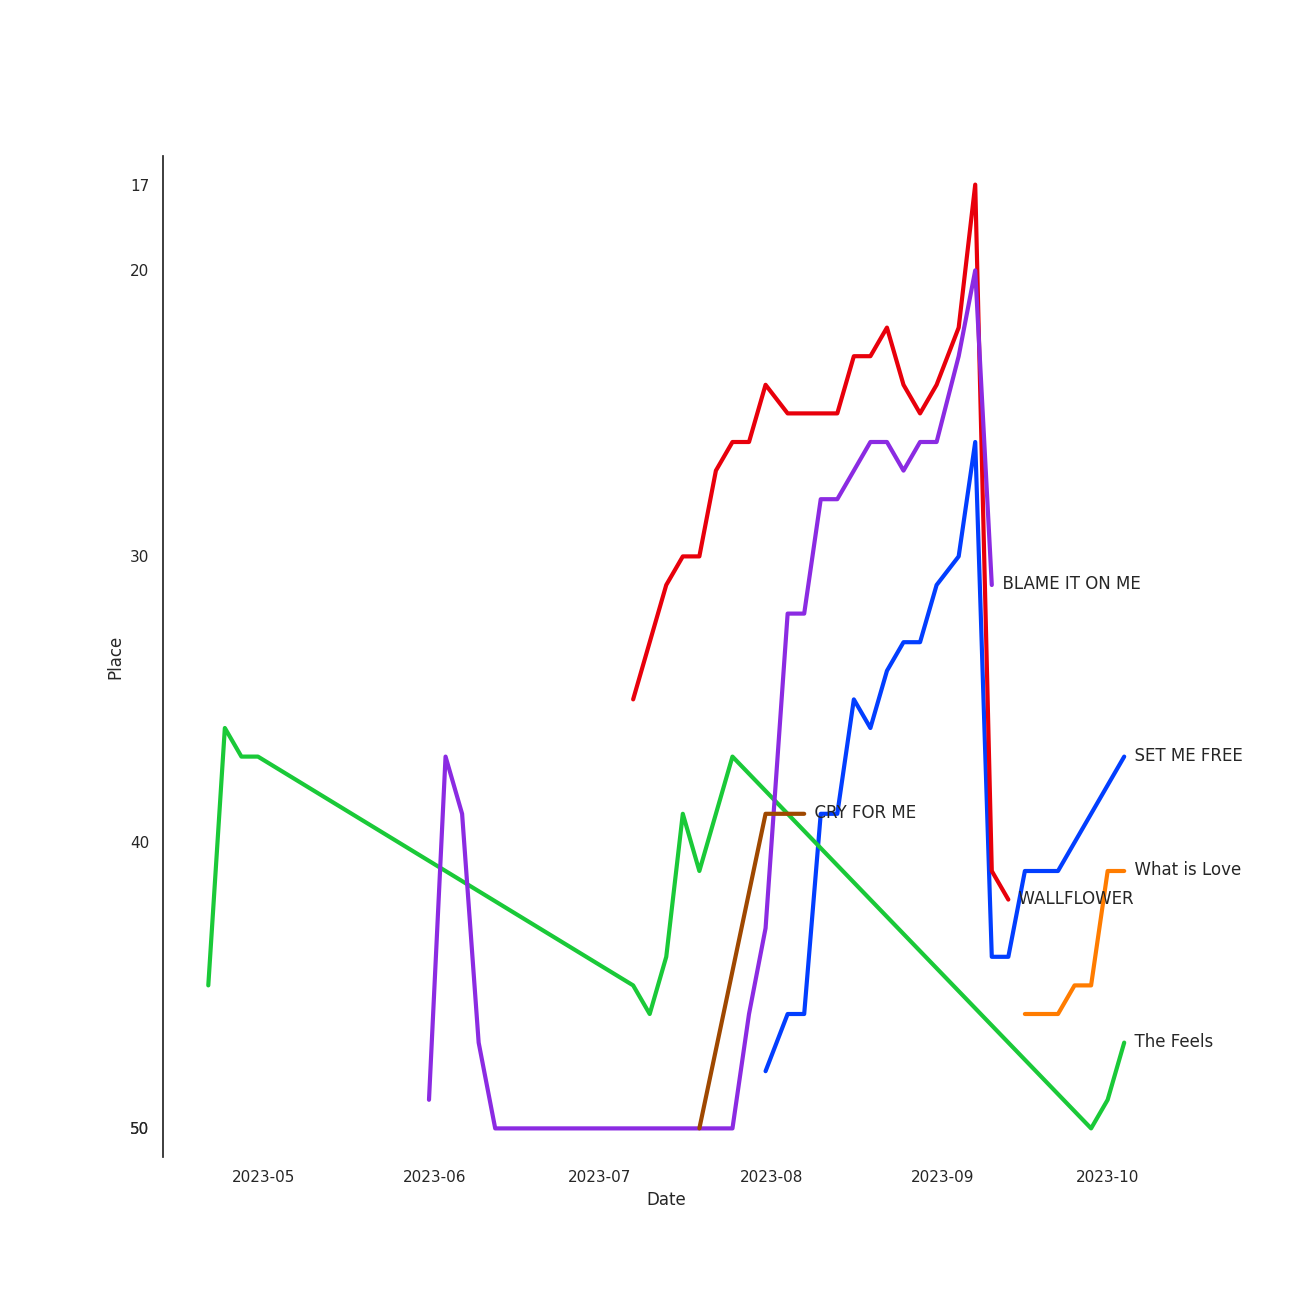 17
20
30
40
50
Place
BLAME IT ON ME
SET ME FREE
CRY FOR ME
What is Love
WALLFLOWER
The Feels
2023-05 2023-06 2023-07 2023-08 2023-09 2023-10
Date